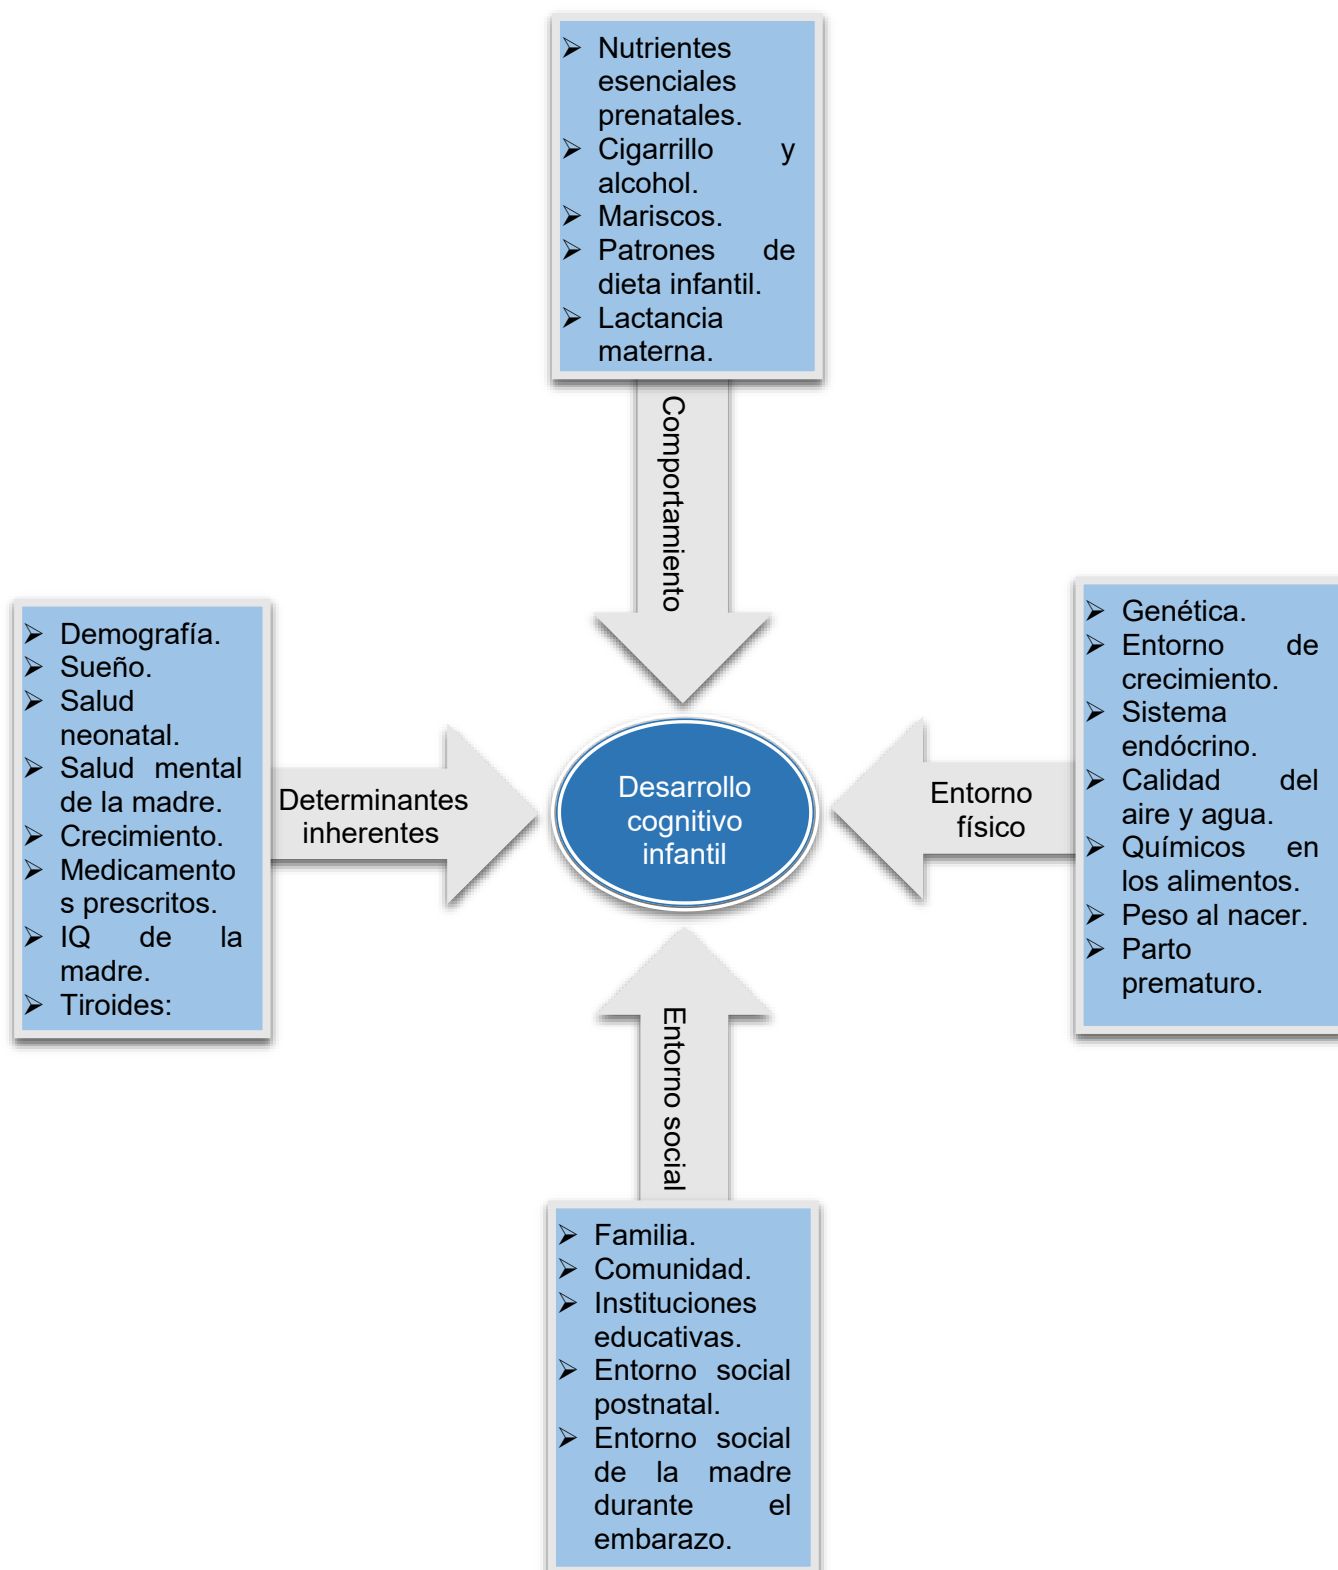 ➢ Nutrientes
esenciales
prenatales.
➢ Cigarrillo y
alcohol.
➢ Mariscos.
➢ Patrones de
dieta infantil.
➢ Lactancia
materna.
Comportamiento
➢ Demografía.
➢ Sueño.
➢ Salud
neonatal.
➢ Salud mental
de la madre.
➢ Crecimiento.
➢ Medicamento
s prescritos.
➢ IQ de la
madre.
➢ Tiroides:
Determinantes
inherentes
Desarrollo
cognitivo
infantil
Entorno
físico
➢ Genética.
➢ Entorno de
crecimiento.
➢ Sistema
endócrino.
➢ Calidad del
aire y agua.
➢ Químicos en
los alimentos.
➢ Peso al nacer.
➢ Parto
prematuro.
Entorno social
➢ Familia.
➢ Comunidad.
➢ Instituciones
educativas.
➢ Entorno social
postnatal.
➢ Entorno social
de la madre
durante el
embarazo.